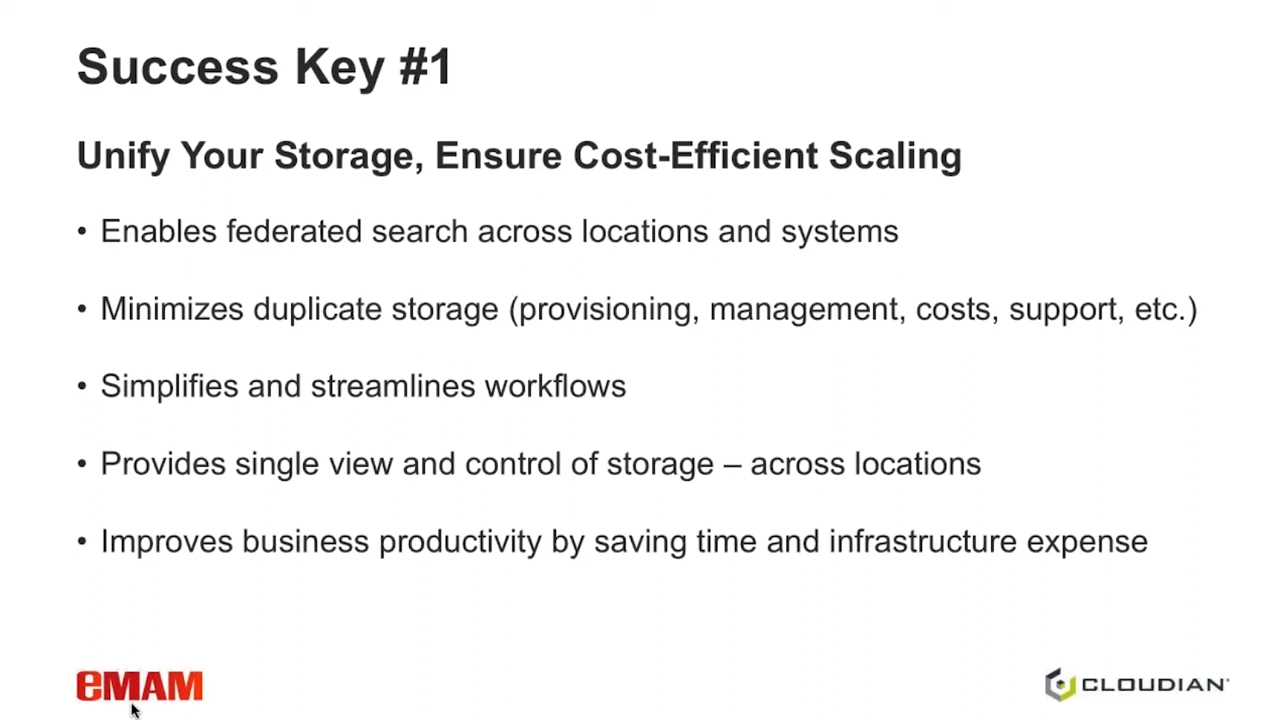 Success Key #1
Unify Your Storage, Ensure Cost-Efficient Scaling
• Enables federated search across locations and systems
• Minimizes duplicate storage (provisioning, management, costs, support, etc.)
• Simplifies and streamlines workflows
• Provides single view and control of storage – across locations
• Improves business productivity by saving time and infrastructure expense
eMAM
CLOUDIAN